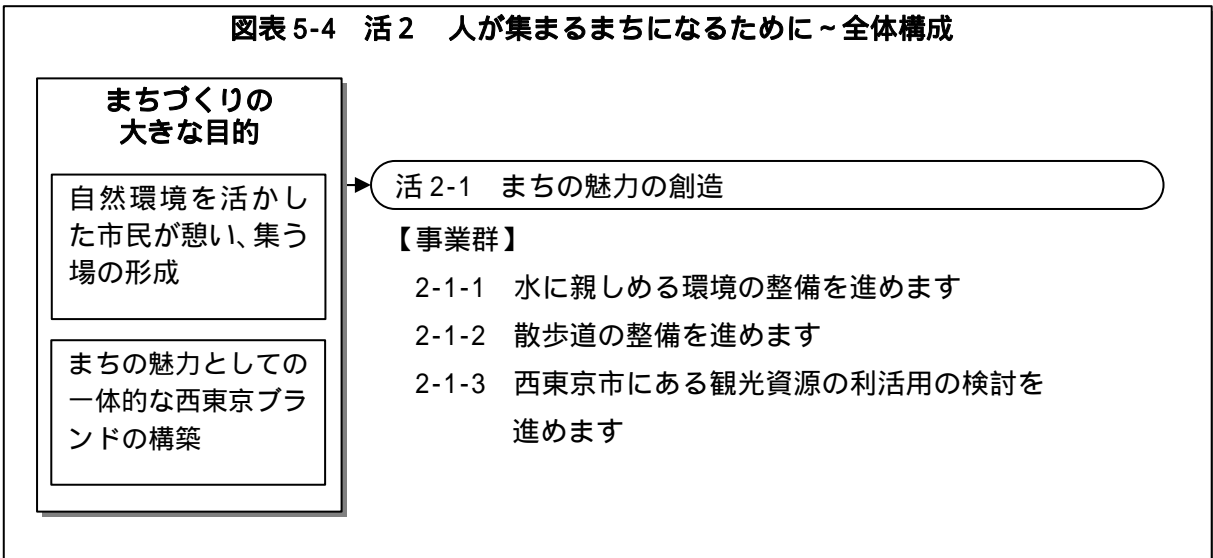 図表 5-4 活2 人が集まるまちになるために～全体構成
まちづくりの
大きな目的
自然環境を活かし
た市民が憩い、集う
場の形成
まちの魅力としての
一体的な西東京ブラ
ンドの構築
活 2-1 まちの魅力の創造
【事業群】
2-1-1 水に親しめる環境の整備を進めます
2-1-2 散歩道の整備を進めます
2-1-3 西東京市にある観光資源の利活用の検討を
進めます